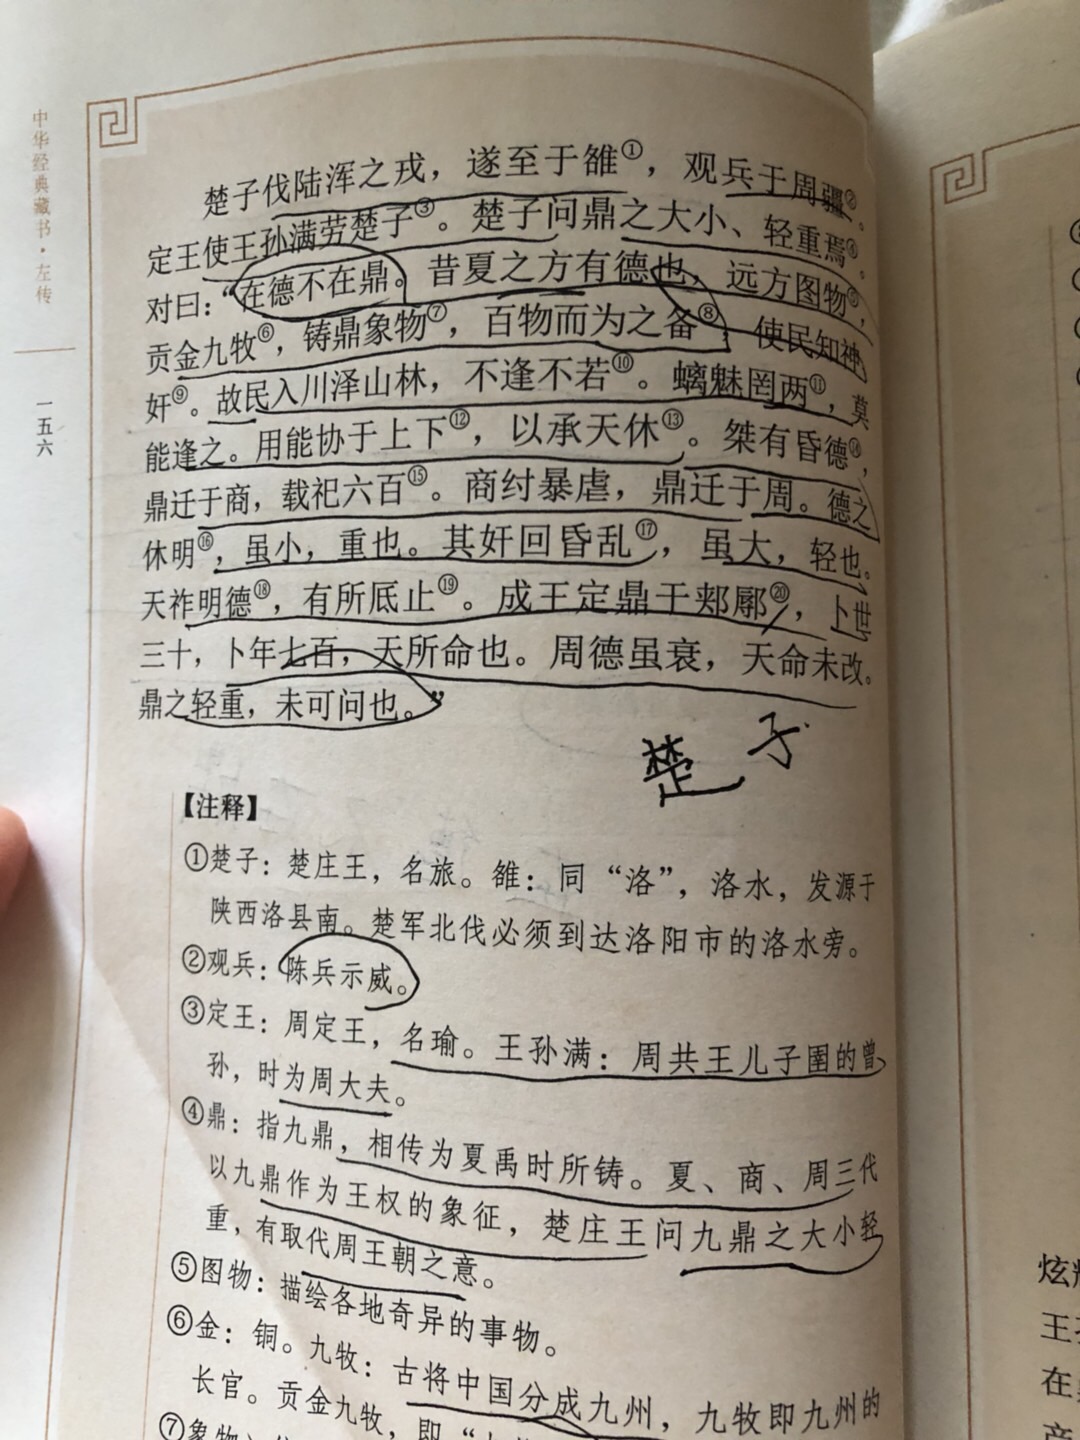 中华经典藏书·左传
一五六
楚子伐陆浑之戎，遂至于雒①，观兵于周疆②。
定王使王孙满劳楚子③。楚子问鼎之大小、轻重焉④。
对曰：“在德不在鼎。昔夏之方有德也，远方图物⑤，
贡金九牧⑥，铸鼎象物⑦，百物而为之备⑧，使民知神
奸⑨。故民入川泽山林，不逢不若⑩。螭魅罔两⑪，莫
能逢之。用能协于上下⑫，以承天休⑬。桀有昏德⑭，
鼎迁于商，载祀六百⑮。商纣暴虐，鼎迁于周。德之
休明⑯，虽小，重也。其奸回昏乱⑰，虽大，轻也。
天祚明德⑱，有所厎止⑲。成王定鼎于郏鄏⑳，卜世
三十，卜年七百，天所命也。周德虽衰，天命未改。
鼎之轻重，未可问也。”
楚子
【注释】
①楚子：楚庄王，名旅。雒：同“洛”，洛水，发源于
陕西洛县南。楚军北伐必须到达洛阳市的洛水旁。
②观兵：陈兵示威。
③定王：周定王，名瑜。王孙满：周共王儿子圉的曾
孙，时为周大夫。
④鼎：指九鼎，相传为夏禹时所铸。夏、商、周三代
以九鼎作为王权的象征，楚庄王问九鼎之大小轻
重，有取代周王朝之意。
⑤图物：描绘各地奇异的事物。
⑥金：铜。九牧：古将中国分成九州，九牧即九州的
长官。贡金九牧，即“
⑦象物：
炫
王
在